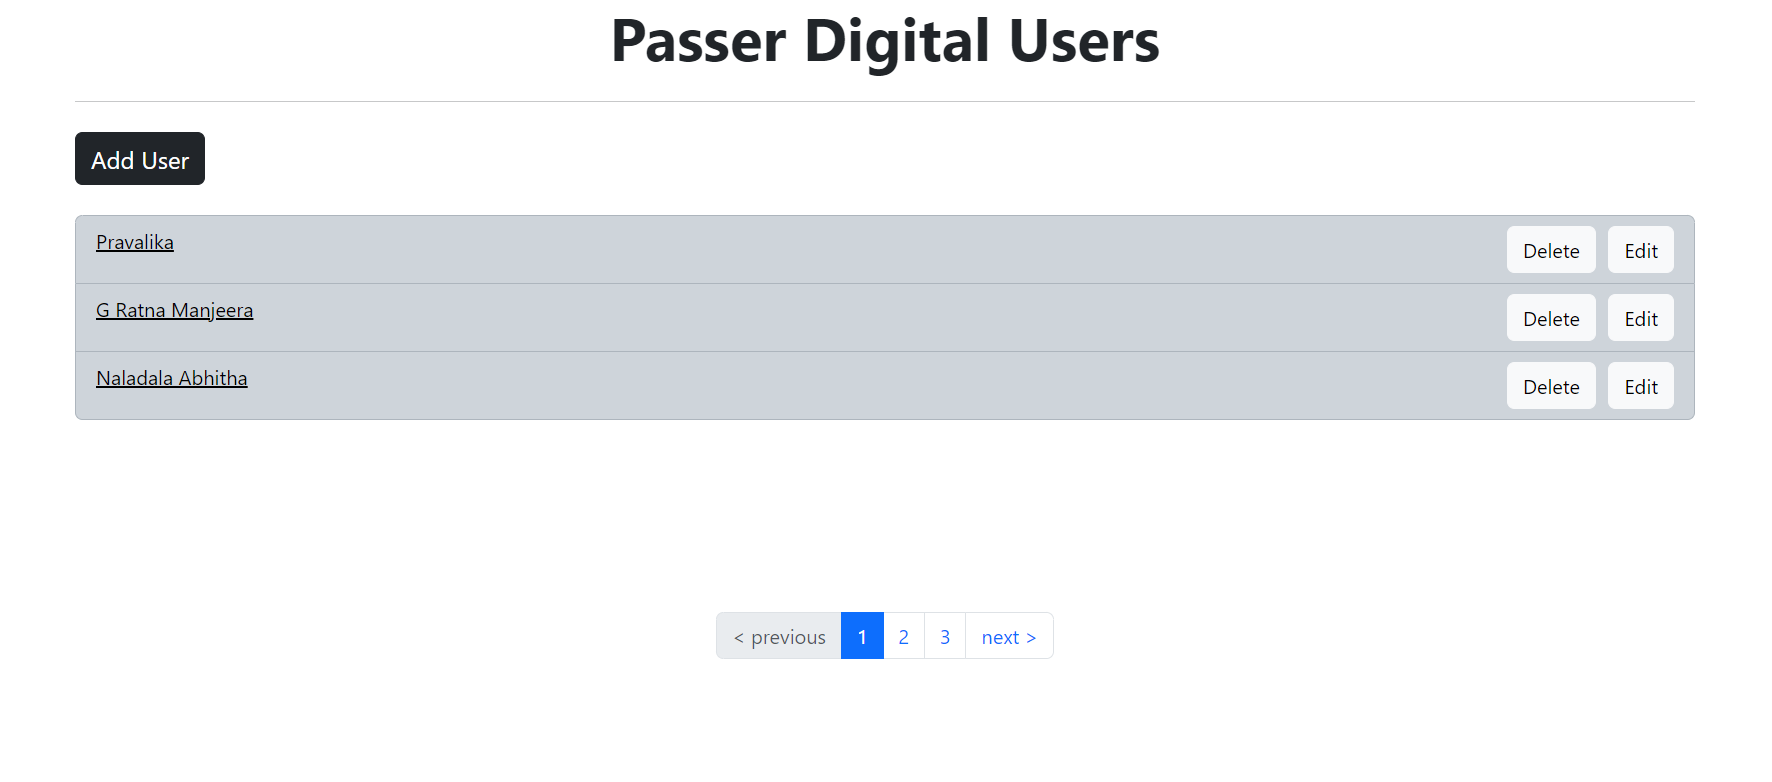 Passer Digital Users
Add User
Pravalika Delete Edit
G Ratna Manjeera Delete Edit
Naladala Abhitha Delete Edit
< previous 1 2 3 next >